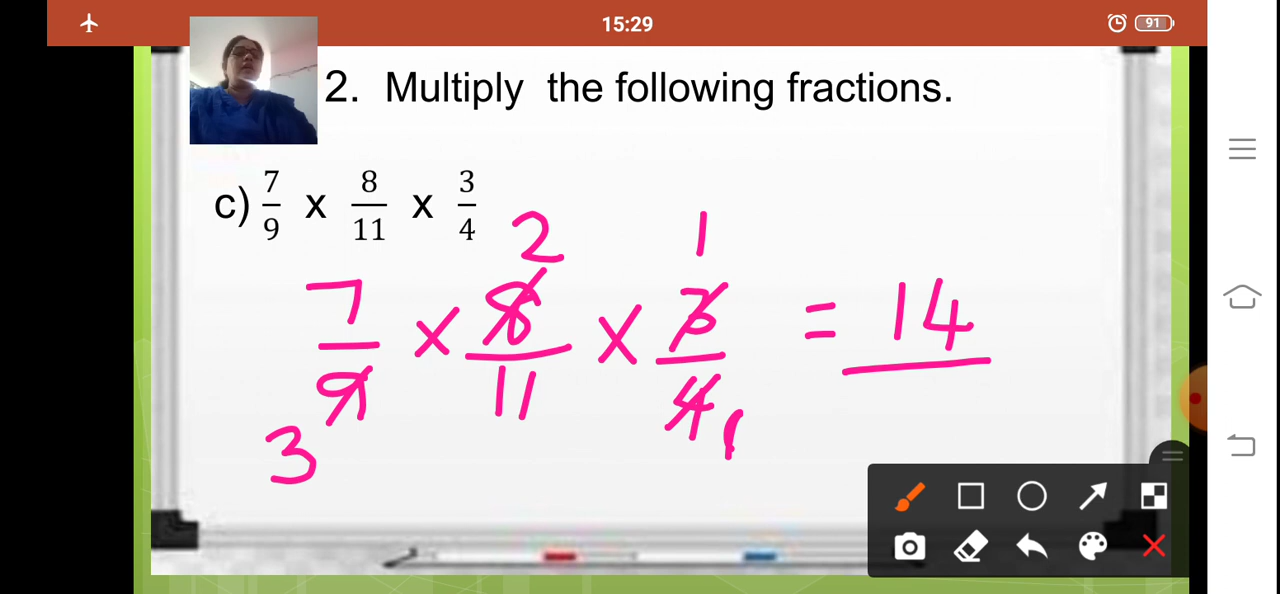 15:29
91
2. Multiply the following fractions.
c) 7/9 x 8/11 x 3/4
2 1
7/9 x 8/11 x 3/4 = 14
3 1